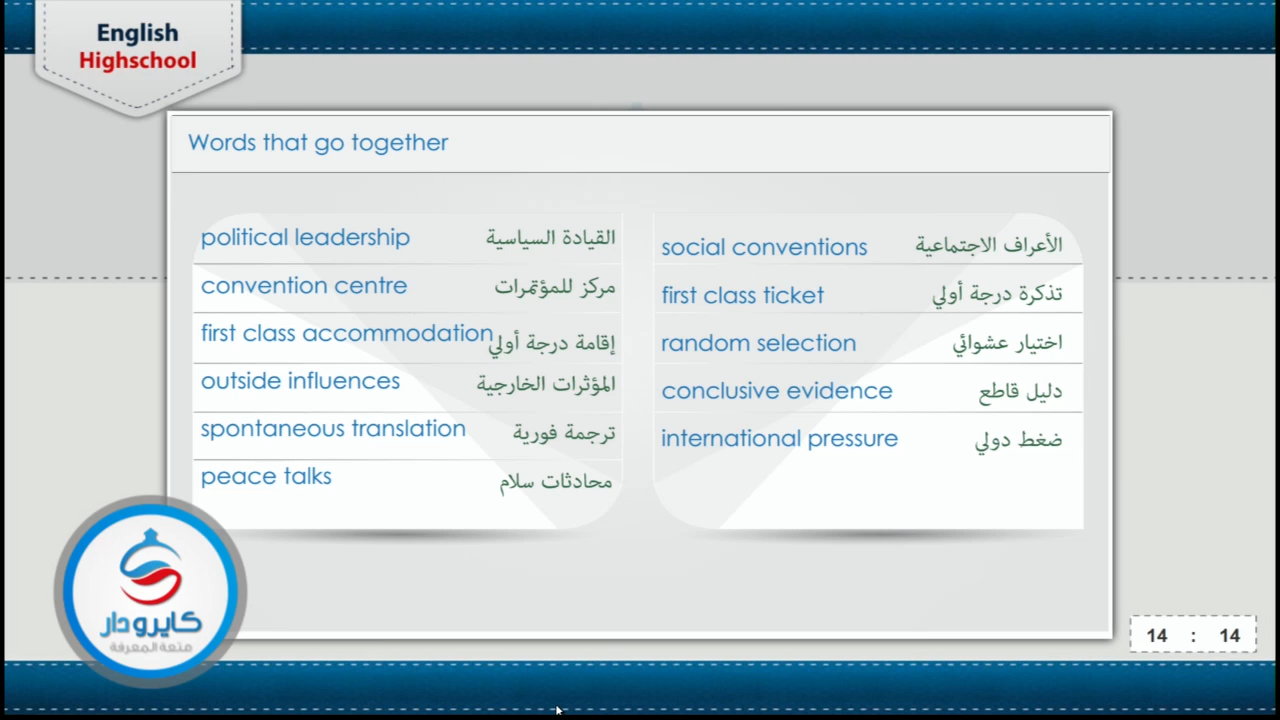 English
Highschool
Words that go together
political leadership القيادة السياسية
convention centre مركز للمؤتمرات
first class accommodation إقامة درجة أولي
outside influences المؤثرات الخارجية
spontaneous translation ترجمة فورية
peace talks محادثات سلام
social conventions الأعراف الاجتماعية
first class ticket تذكرة درجة أولي
random selection اختيار عشوائي
conclusive evidence دليل قاطع
international pressure ضغط دولي
كايرودار
متعة المعرفة
14 : 14